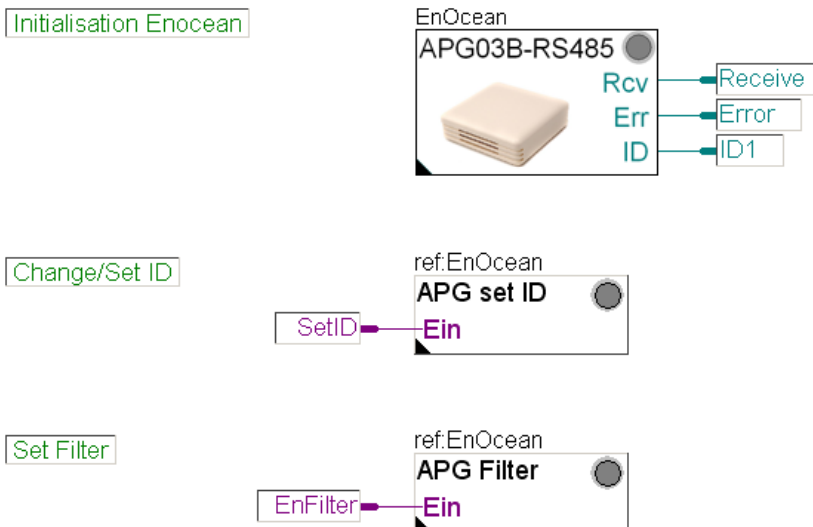 Initialisation Enocean
EnOcean
APG03B-RS485
Rcv
Receive
Err
Error
ID
ID1
Change/Set ID
ref:EnOcean
APG set ID
SetID
Ein
Set Filter
ref:EnOcean
APG Filter
EnFilter
Ein